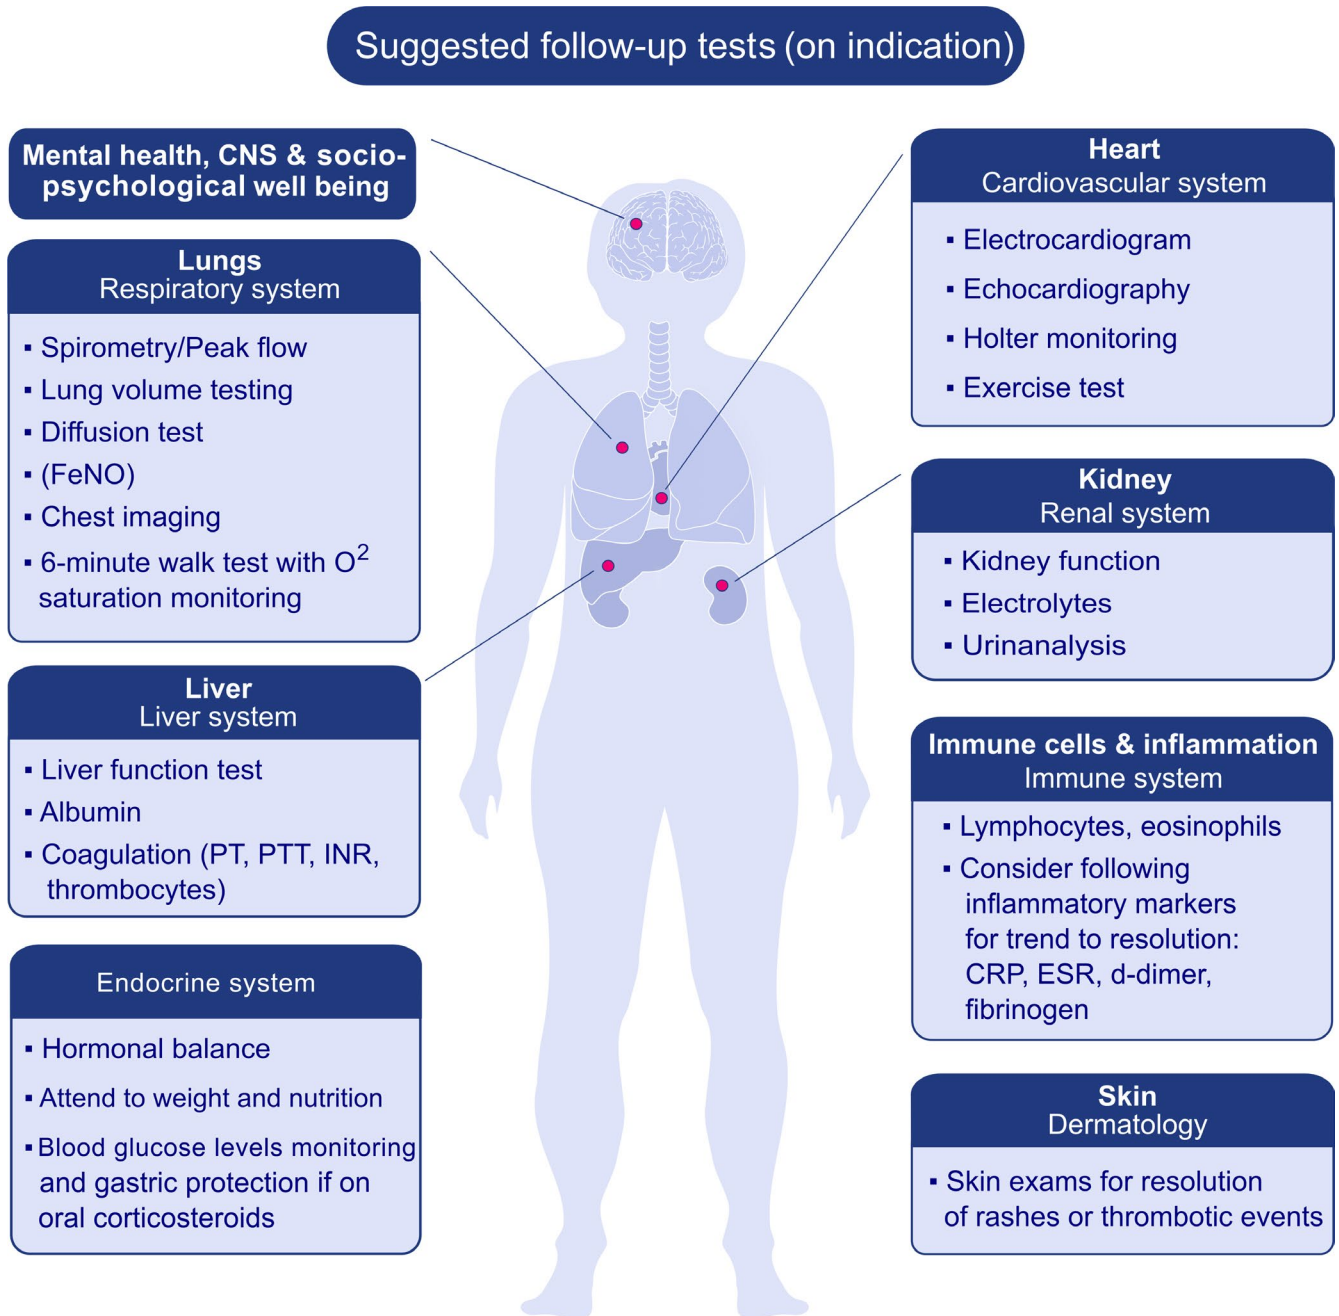 Suggested follow-up tests (on indication)
Mental health, CNS & socio-
psychological well being
Lungs
Respiratory system
▪ Spirometry/Peak flow
▪ Lung volume testing
▪ Diffusion test
▪ (FeNO)
▪ Chest imaging
▪ 6-minute walk test with O²
saturation monitoring
Liver
Liver system
▪ Liver function test
▪ Albumin
▪ Coagulation (PT, PTT, INR,
thrombocytes)
Endocrine system
▪ Hormonal balance
▪ Attend to weight and nutrition
▪ Blood glucose levels monitoring
and gastric protection if on
oral corticosteroids
Heart
Cardiovascular system
▪ Electrocardiogram
▪ Echocardiography
▪ Holter monitoring
▪ Exercise test
Kidney
Renal system
▪ Kidney function
▪ Electrolytes
▪ Urinanalysis
Immune cells & inflammation
Immune system
▪ Lymphocytes, eosinophils
▪ Consider following
inflammatory markers
for trend to resolution:
CRP, ESR, d-dimer,
fibrinogen
Skin
Dermatology
▪ Skin exams for resolution
of rashes or thrombotic events